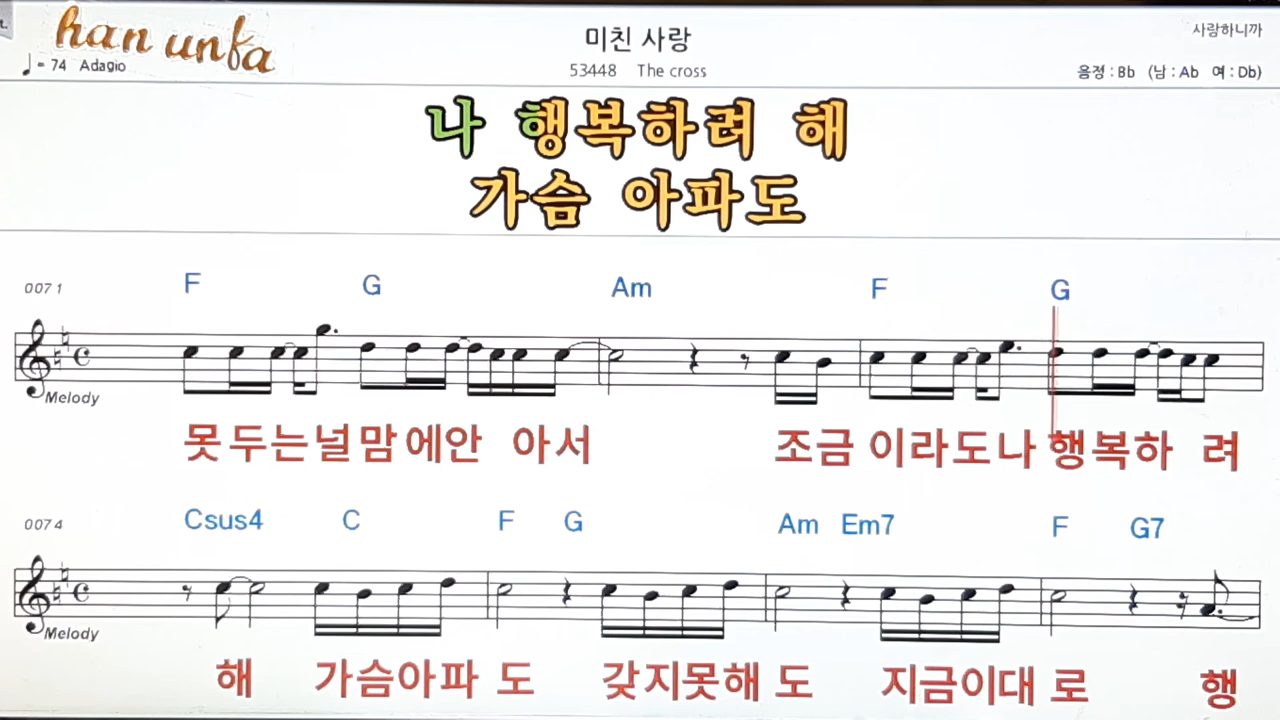 han unfa
♩= 74 Adagio
미친 사랑
53448 The cross
사랑하니까
음정 : Bb (남 : Ab 여 : Db)
나 행복하려 해
가슴 아파도
0071 F G Am F G
Melody
못두는널맘에안 아서 조금 이라도나 행복하 려
0074 Csus4 C F G Am Em7 F G7
Melody
해 가슴아파 도 갖지못해 도 지금이대 로 행